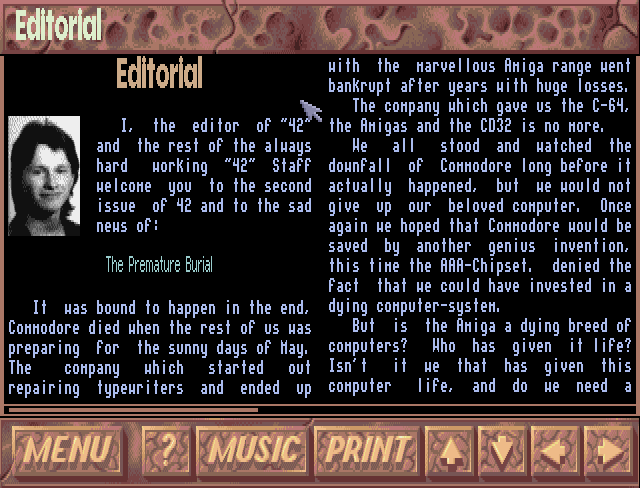 Editorial
Editorial
I, the editor of "42"
and the rest of the always
hard working "42" Staff
welcome you to the second
issue of '42 and to the sad
news of:
The Premature Burial
It was bound to happen in the end,
Commodore died when the rest of us was
preparing for the sunny days of May.
The company which started out
repairing typewriters and ended up
with the marvellous Amiga range went
bankrupt after years with huge losses.
The company which gave us the C-64,
the Amigas and the CD32 is no more.
We all stood and watched the
downfall of Commodore long before it
actually happened, but we would not
give up our beloved computer. Once
again we hoped that Commodore would be
saved by another genius invention,
this time the AAA-Chipset. denied the
fact that we could have invested in a
dying computer-system.
But is the Amiga a dying breed of
computers? Who has given it life?
Isn't it we that has given this
computer life, and do we need a
MENU
?
MUSIC
PRINT